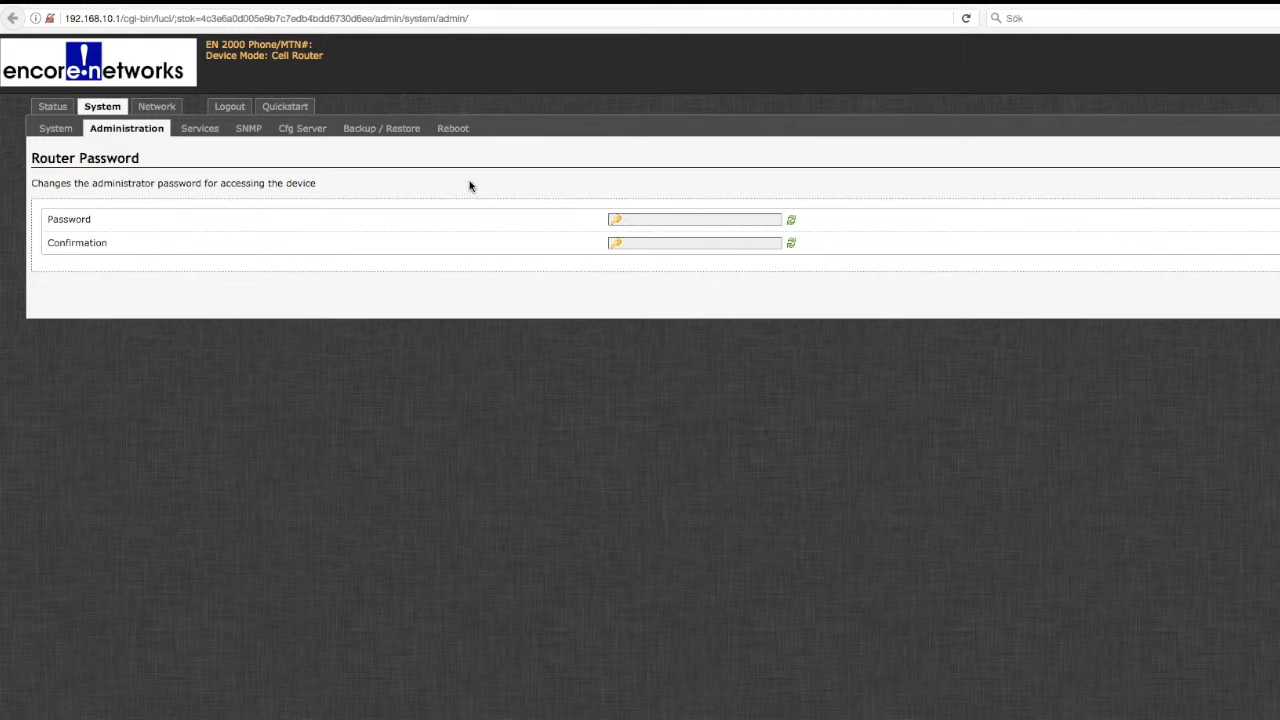 192.168.10.1/cgi-bin/luci/;stok=4c3e6a0d005e9b7c7edb4bdd6730d6ee/admin/system/admin/
Sök
encore!networks
EN 2000 Phone/MTN#:
Device Mode: Cell Router
Status System Network Logout Quickstart
System Administration Services SNMP Cfg Server Backup / Restore Reboot
Router Password
Changes the administrator password for accessing the device
Password
Confirmation